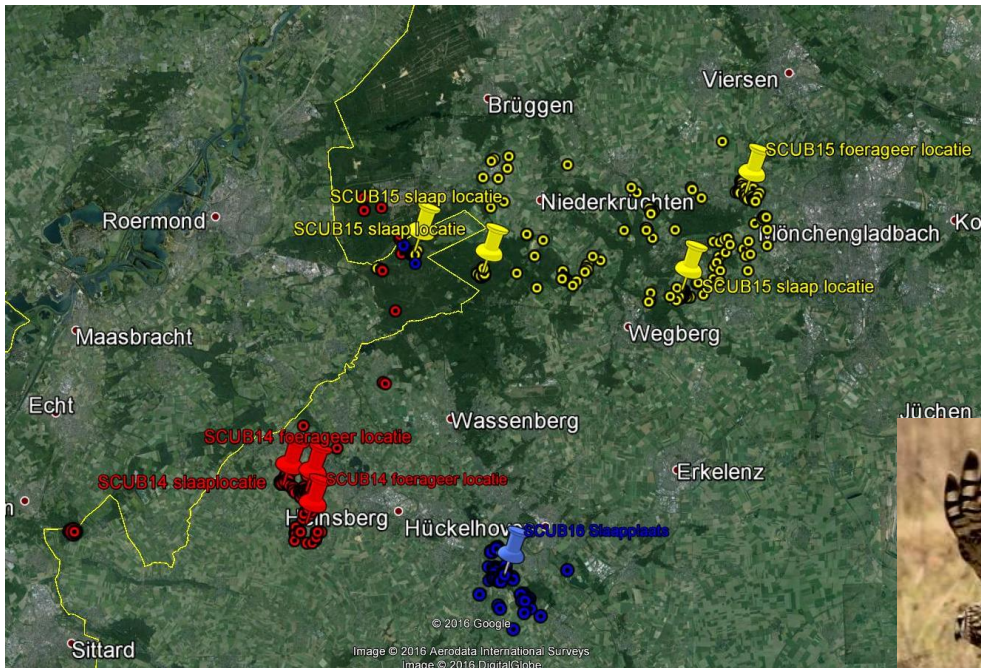 Viersen
Brüggen
SCUB15 foerageer locatie
SCUB15 slaap locatie
Niederkrüchten
Roermond
SCUB15 slaap locatie
Mönchengladbach
Ko
SCUB15 slaap locatie
Maasbracht
Wegberg
Echt
Jüchen
Wassenberg
SCUB14 foerageer locatie
Erkelenz
SCUB14 slaaplocatie
SCUB14 foerageer locatie
m
Heinsberg
Hückelhove
SCUB16 Slaapplaats
© 2016 Google
Sittard
Image © 2016 Aerodata International Surveys
Image © 2016 DigitalGlobe